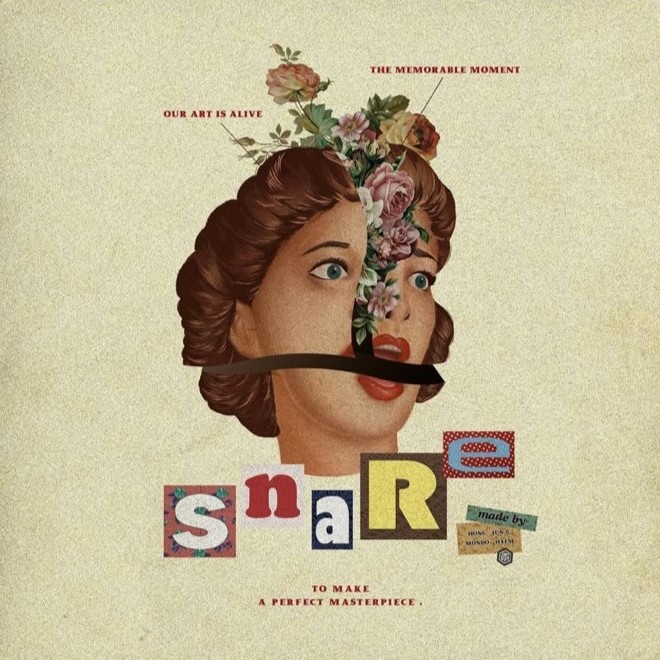 THE MEMORABLE MOMENT
OUR ART IS ALIVE
snaRe
made by
TO MAKE
A PERFECT MASTERPIECE .